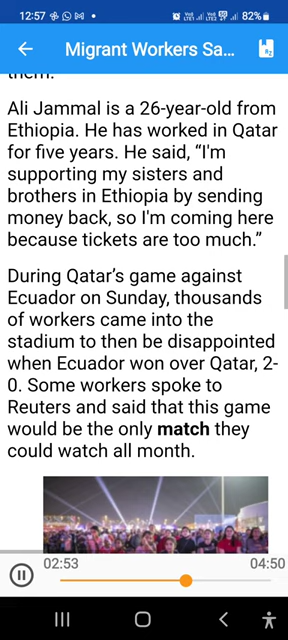 12:57
82%
Migrant Workers Sa...
them.
Ali Jammal is a 26-year-old from
Ethiopia. He has worked in Qatar
for five years. He said, “I'm
supporting my sisters and
brothers in Ethiopia by sending
money back, so I'm coming here
because tickets are too much.”
During Qatar’s game against
Ecuador on Sunday, thousands
of workers came into the
stadium to then be disappointed
when Ecuador won over Qatar, 2-
0. Some workers spoke to
Reuters and said that this game
would be the only match they
could watch all month.
02:53
04:50